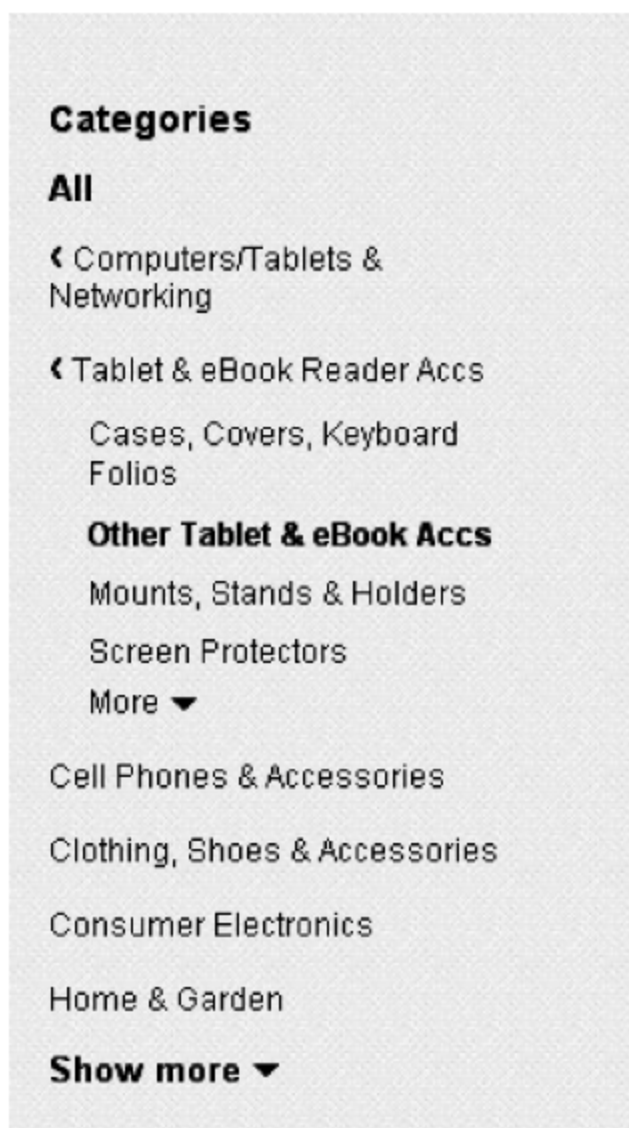 Categories
All
Computers/Tablets &
Networking
Tablet & eBook Reader Accs
Cases, Covers, Keyboard
Folios
Other Tablet & eBook Accs
Mounts, Stands & Holders
Screen Protectors
More
Cell Phones & Accessories
Clothing, Shoes & Accessories
Consumer Electronics
Home & Garden
Show more